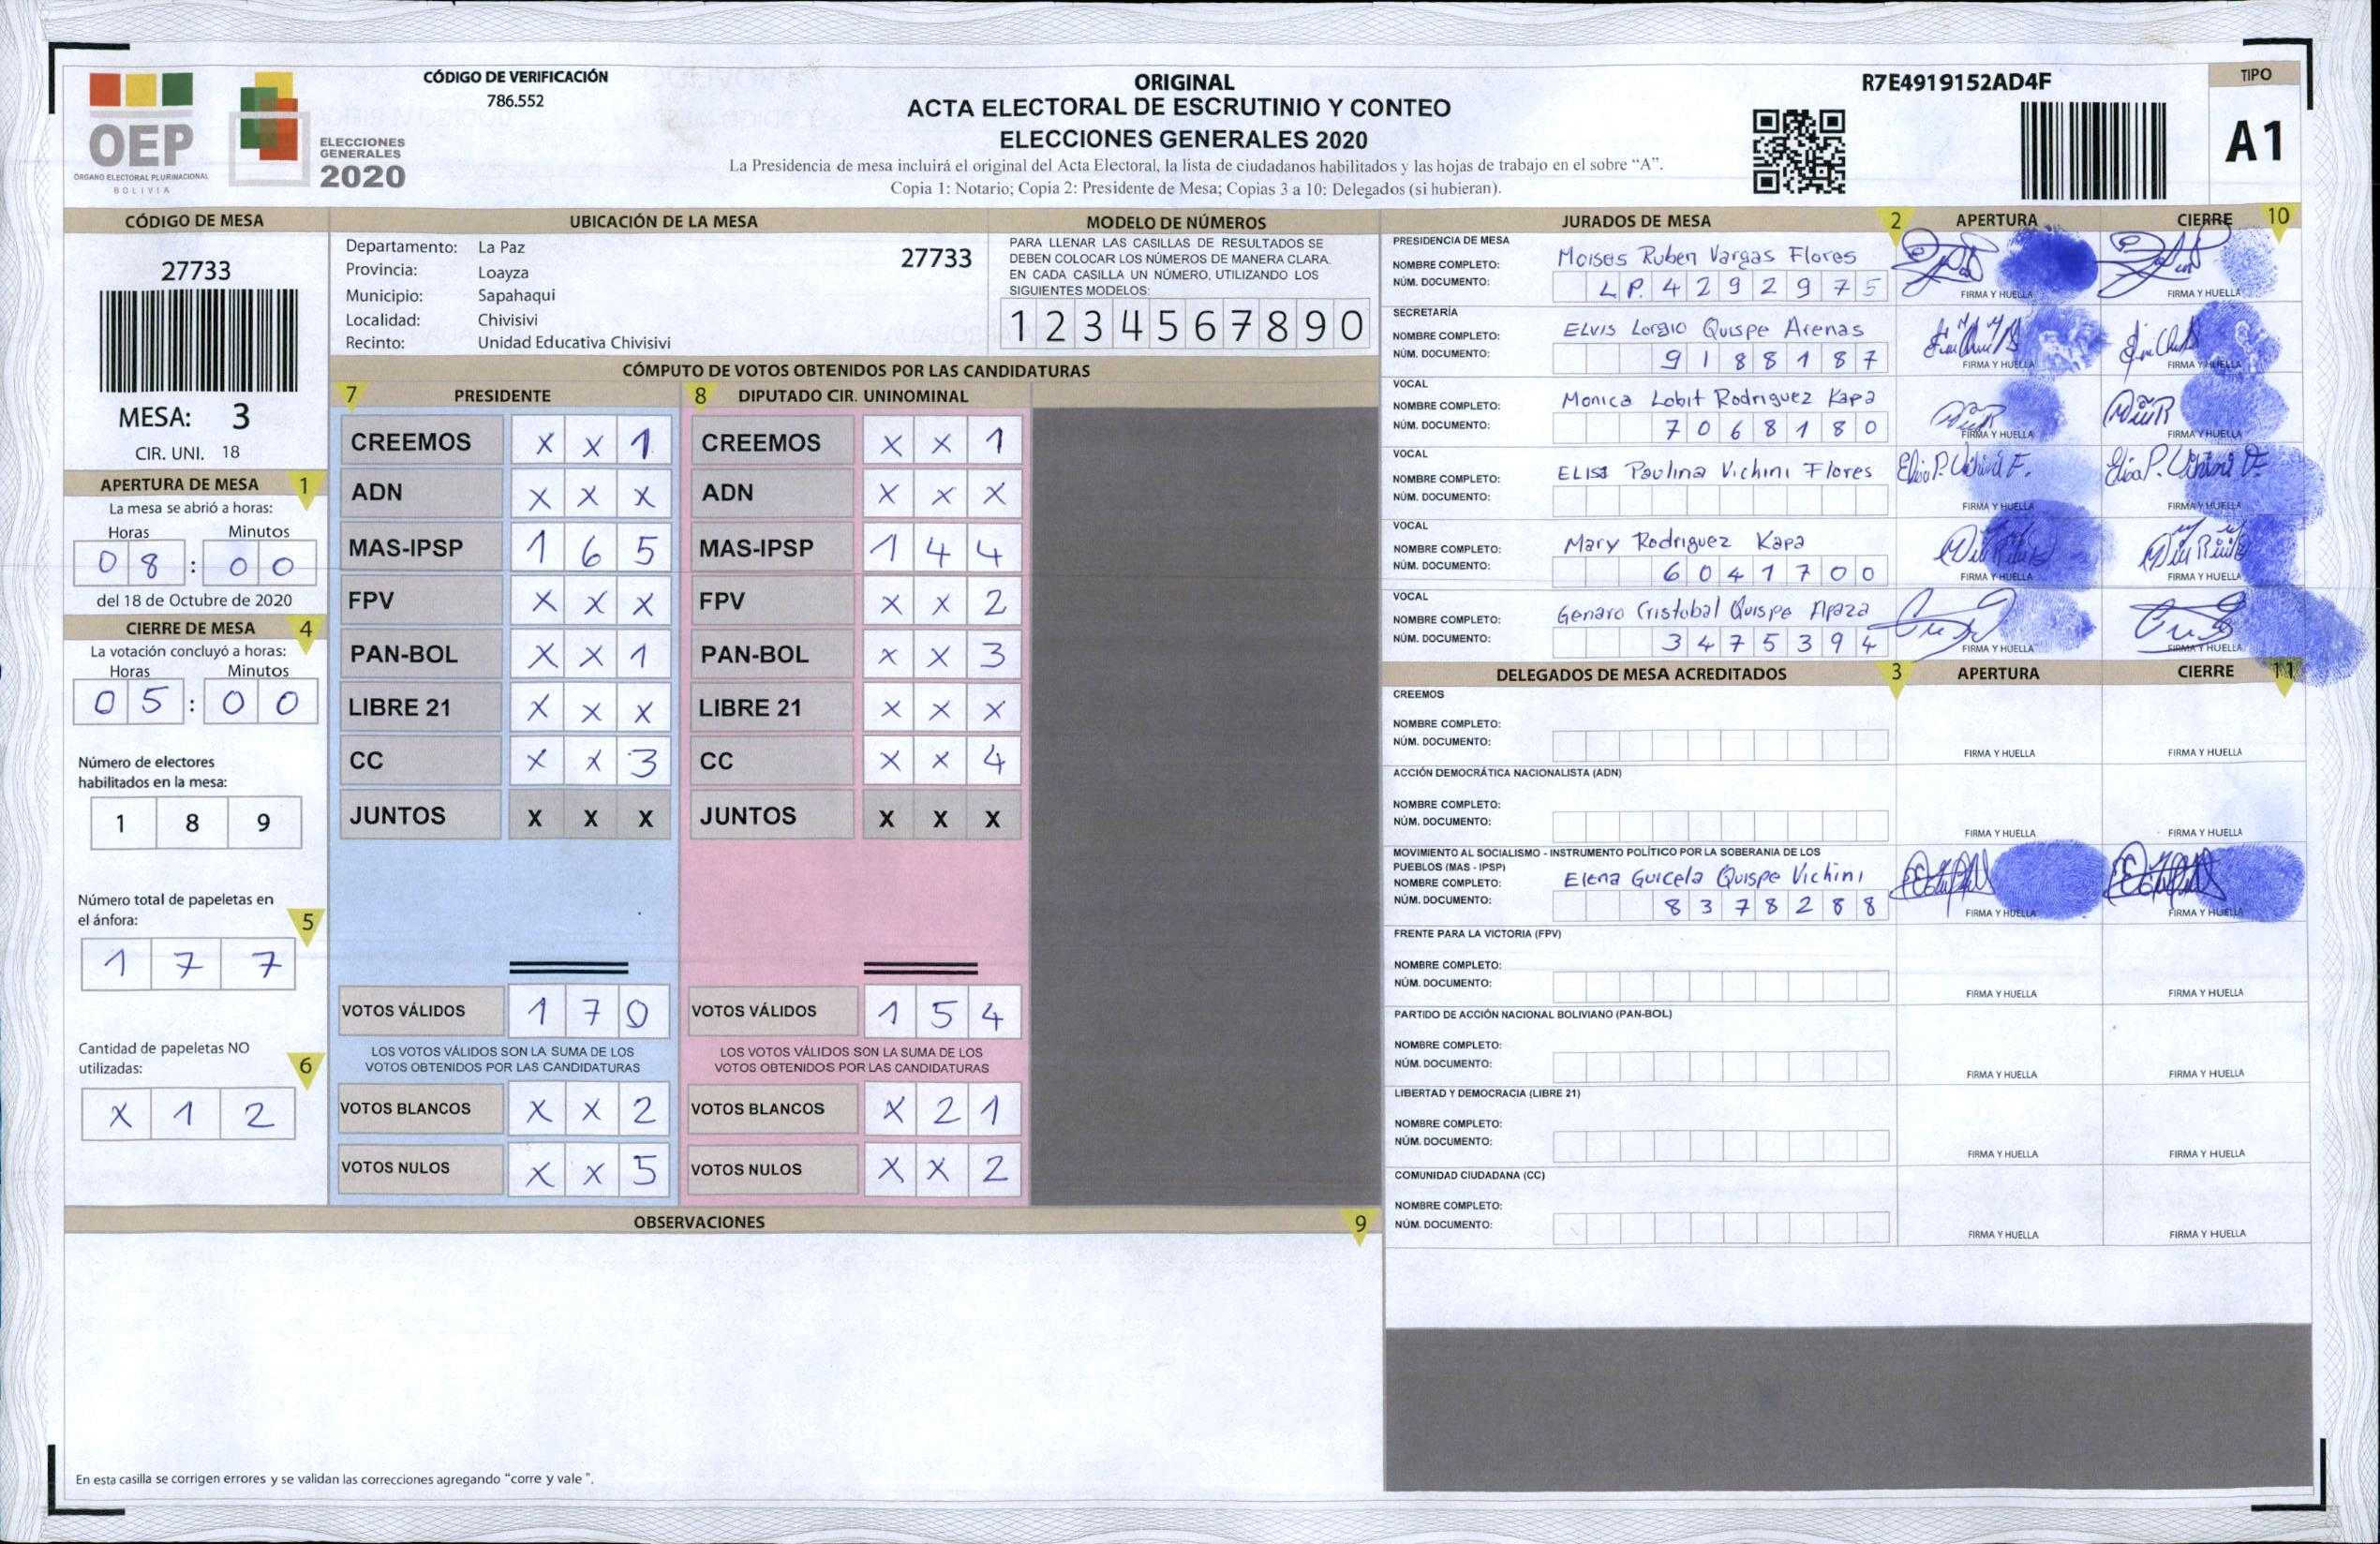 OEP
ÓRGANO ELECTORAL PLURINACIONAL
BOLIVIA
ELECCIONES
GENERALES
2020
CÓDIGO DE VERIFICACIÓN
786.552
ORIGINAL
ACTA ELECTORAL DE ESCRUTINIO Y CONTEO
ELECCIONES GENERALES 2020
La Presidencia de mesa incluirá el original del Acta Electoral, la lista de ciudadanos habilitados y las hojas de trabajo en el sobre “A”.
Copia 1: Notario; Copia 2: Presidente de Mesa; Copias 3 a 10: Delegados (si hubieran).
R7E4919152AD4F
TIPO
A1
CÓDIGO DE MESA
27733
MESA: 3
CIR. UNI. 18
APERTURA DE MESA 1
La mesa se abrió a horas:
Horas Minutos
0 8 : 0 0
del 18 de Octubre de 2020
CIERRE DE MESA 4
La votación concluyó a horas:
Horas Minutos
0 5 : 0 0
Número de electores
habilitados en la mesa:
1 8 9
Número total de papeletas en
el ánfora: 5
1 7 7
Cantidad de papeletas NO
utilizadas: 6
X 1 2
UBICACIÓN DE LA MESA
Departamento: La Paz 27733
Provincia: Loayza
Municipio: Sapahaqui
Localidad: Chivisivi
Recinto: Unidad Educativa Chivisivi
MODELO DE NÚMEROS
PARA LLENAR LAS CASILLAS DE RESULTADOS SE
DEBEN COLOCAR LOS NÚMEROS DE MANERA CLARA.
EN CADA CASILLA UN NÚMERO, UTILIZANDO LOS
SIGUIENTES MODELOS:
1 2 3 4 5 6 7 8 9 0
CÓMPUTO DE VOTOS OBTENIDOS POR LAS CANDIDATURAS
7 PRESIDENTE 8 DIPUTADO CIR. UNINOMINAL
CREEMOS X X 1 CREEMOS X X 1
ADN X X X ADN X X X
MAS-IPSP 1 6 5 MAS-IPSP 1 4 4
FPV X X X FPV X X 2
PAN-BOL X X 1 PAN-BOL X X 3
LIBRE 21 X X X LIBRE 21 X X X
CC X X 3 CC X X 4
JUNTOS X X X JUNTOS X X X
VOTOS VÁLIDOS 1 7 0 VOTOS VÁLIDOS 1 5 4
LOS VOTOS VÁLIDOS SON LA SUMA DE LOS LOS VOTOS VÁLIDOS SON LA SUMA DE LOS
VOTOS OBTENIDOS POR LAS CANDIDATURAS VOTOS OBTENIDOS POR LAS CANDIDATURAS
VOTOS BLANCOS X X 2 VOTOS BLANCOS X 2 1
VOTOS NULOS X X 5 VOTOS NULOS X X 2
OBSERVACIONES 9
En esta casilla se corrigen errores y se validan las correcciones agregando “corre y vale”.
JURADOS DE MESA 2 APERTURA CIERRE 10
PRESIDENCIA DE MESA
NOMBRE COMPLETO: Moises Ruben Vargas Flores
NÚM. DOCUMENTO: L P. 4 2 9 2 9 7 5 FIRMA Y HUELLA FIRMA Y HUELLA
SECRETARÍA
NOMBRE COMPLETO: ELVIS Lorgio Quispe Arenas
NÚM. DOCUMENTO: 9 1 8 8 1 8 7 FIRMA Y HUELLA FIRMA Y HUELLA
VOCAL
NOMBRE COMPLETO: Monica Lobit Rodriguez Kapa
NÚM. DOCUMENTO: 7 0 6 8 1 8 0 FIRMA Y HUELLA FIRMA Y HUELLA
VOCAL
NOMBRE COMPLETO: ELISA Paulina Vichini Flores
NÚM. DOCUMENTO: FIRMA Y HUELLA FIRMA Y HUELLA
VOCAL
NOMBRE COMPLETO: Mary Rodriguez Kapa
NÚM. DOCUMENTO: 6 0 4 1 7 0 0 FIRMA Y HUELLA FIRMA Y HUELLA
VOCAL
NOMBRE COMPLETO: Genaro Cristobal Quispe Apaza
NÚM. DOCUMENTO: 3 4 7 5 3 9 4 FIRMA Y HUELLA FIRMA Y HUELLA
DELEGADOS DE MESA ACREDITADOS 3 APERTURA CIERRE 11
CREEMOS
NOMBRE COMPLETO:
NÚM. DOCUMENTO: FIRMA Y HUELLA FIRMA Y HUELLA
ACCIÓN DEMOCRÁTICA NACIONALISTA (ADN)
NOMBRE COMPLETO:
NÚM. DOCUMENTO: FIRMA Y HUELLA FIRMA Y HUELLA
MOVIMIENTO AL SOCIALISMO - INSTRUMENTO POLÍTICO POR LA SOBERANIA DE LOS
PUEBLOS (MAS - IPSP)
NOMBRE COMPLETO: Elena Guicela Quispe Vichini
NÚM. DOCUMENTO: 8 3 7 8 2 8 8 FIRMA Y HUELLA FIRMA Y HUELLA
FRENTE PARA LA VICTORIA (FPV)
NOMBRE COMPLETO:
NÚM. DOCUMENTO: FIRMA Y HUELLA FIRMA Y HUELLA
PARTIDO DE ACCIÓN NACIONAL BOLIVIANO (PAN-BOL)
NOMBRE COMPLETO:
NÚM. DOCUMENTO: FIRMA Y HUELLA FIRMA Y HUELLA
LIBERTAD Y DEMOCRACIA (LIBRE 21)
NOMBRE COMPLETO:
NÚM. DOCUMENTO: FIRMA Y HUELLA FIRMA Y HUELLA
COMUNIDAD CIUDADANA (CC)
NOMBRE COMPLETO:
NÚM. DOCUMENTO: FIRMA Y HUELLA FIRMA Y HUELLA